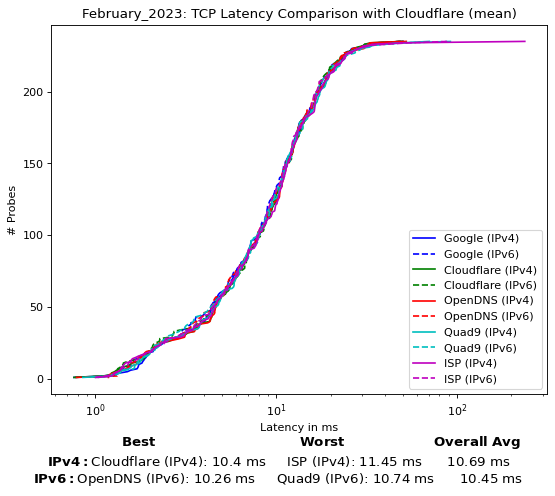 February_2023: TCP Latency Comparison with Cloudflare (mean)
# Probes
200
150
100
50
0
Google (IPv4)
Google (IPv6)
Cloudflare (IPv4)
Cloudflare (IPv6)
OpenDNS (IPv4)
OpenDNS (IPv6)
Quad9 (IPv4)
Quad9 (IPv6)
ISP (IPv4)
ISP (IPv6)
10⁰ 10¹ 10²
Latency in ms
Best Worst Overall Avg
IPv4: Cloudflare (IPv4): 10.4 ms ISP (IPv4): 11.45 ms 10.69 ms
IPv6: OpenDNS (IPv6): 10.26 ms Quad9 (IPv6): 10.74 ms 10.45 ms